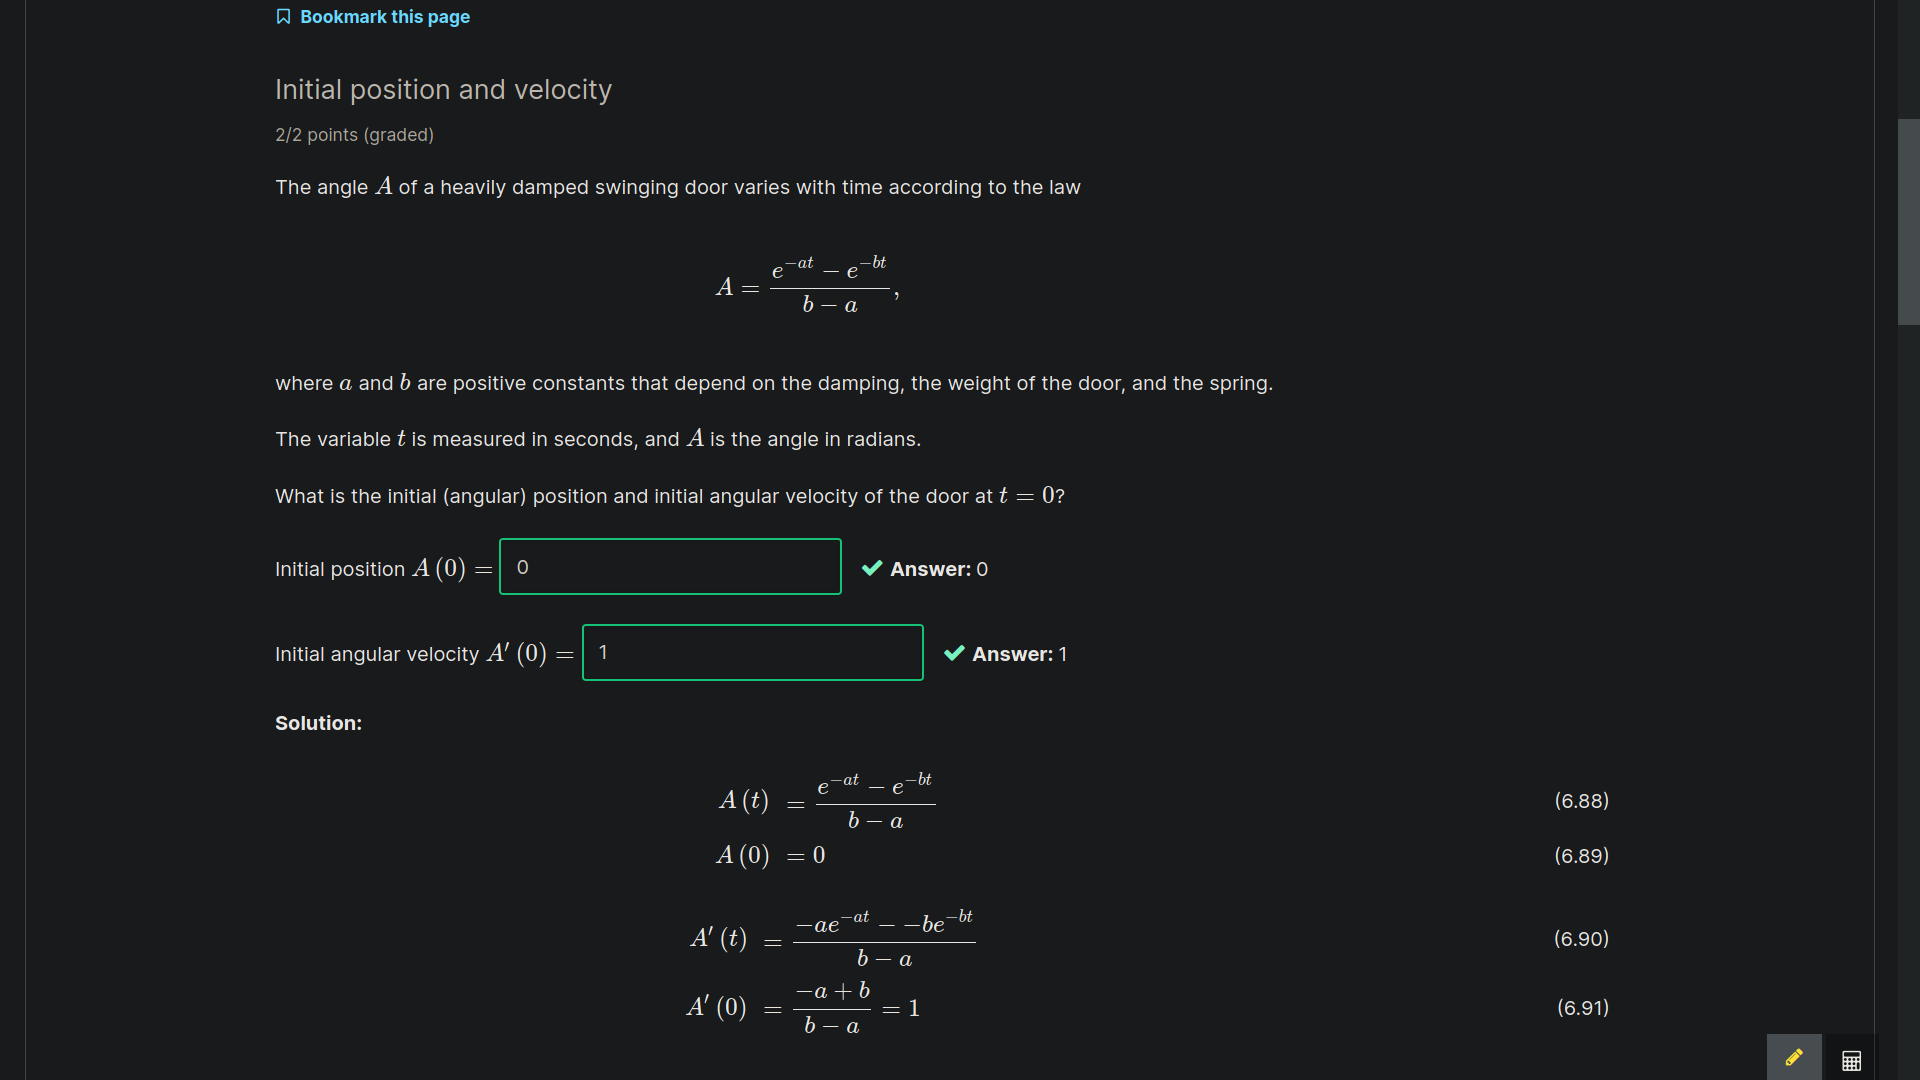 Bookmark this page
Initial position and velocity
2/2 points (graded)
The angle A of a heavily damped swinging door varies with time according to the law
A = \frac{e^{-at} - e^{-bt}}{b - a},
where a and b are positive constants that depend on the damping, the weight of the door, and the spring.
The variable t is measured in seconds, and A is the angle in radians.
What is the initial (angular) position and initial angular velocity of the door at t = 0?
Initial position A (0) = 0 Answer: 0
Initial angular velocity A′ (0) = 1 Answer: 1
Solution:
A (t) = \frac{e^{-at} - e^{-bt}}{b - a} (6.88)
A (0) = 0 (6.89)
A′ (t) = \frac{-ae^{-at} - -be^{-bt}}{b - a} (6.90)
A′ (0) = \frac{-a + b}{b - a} = 1 (6.91)